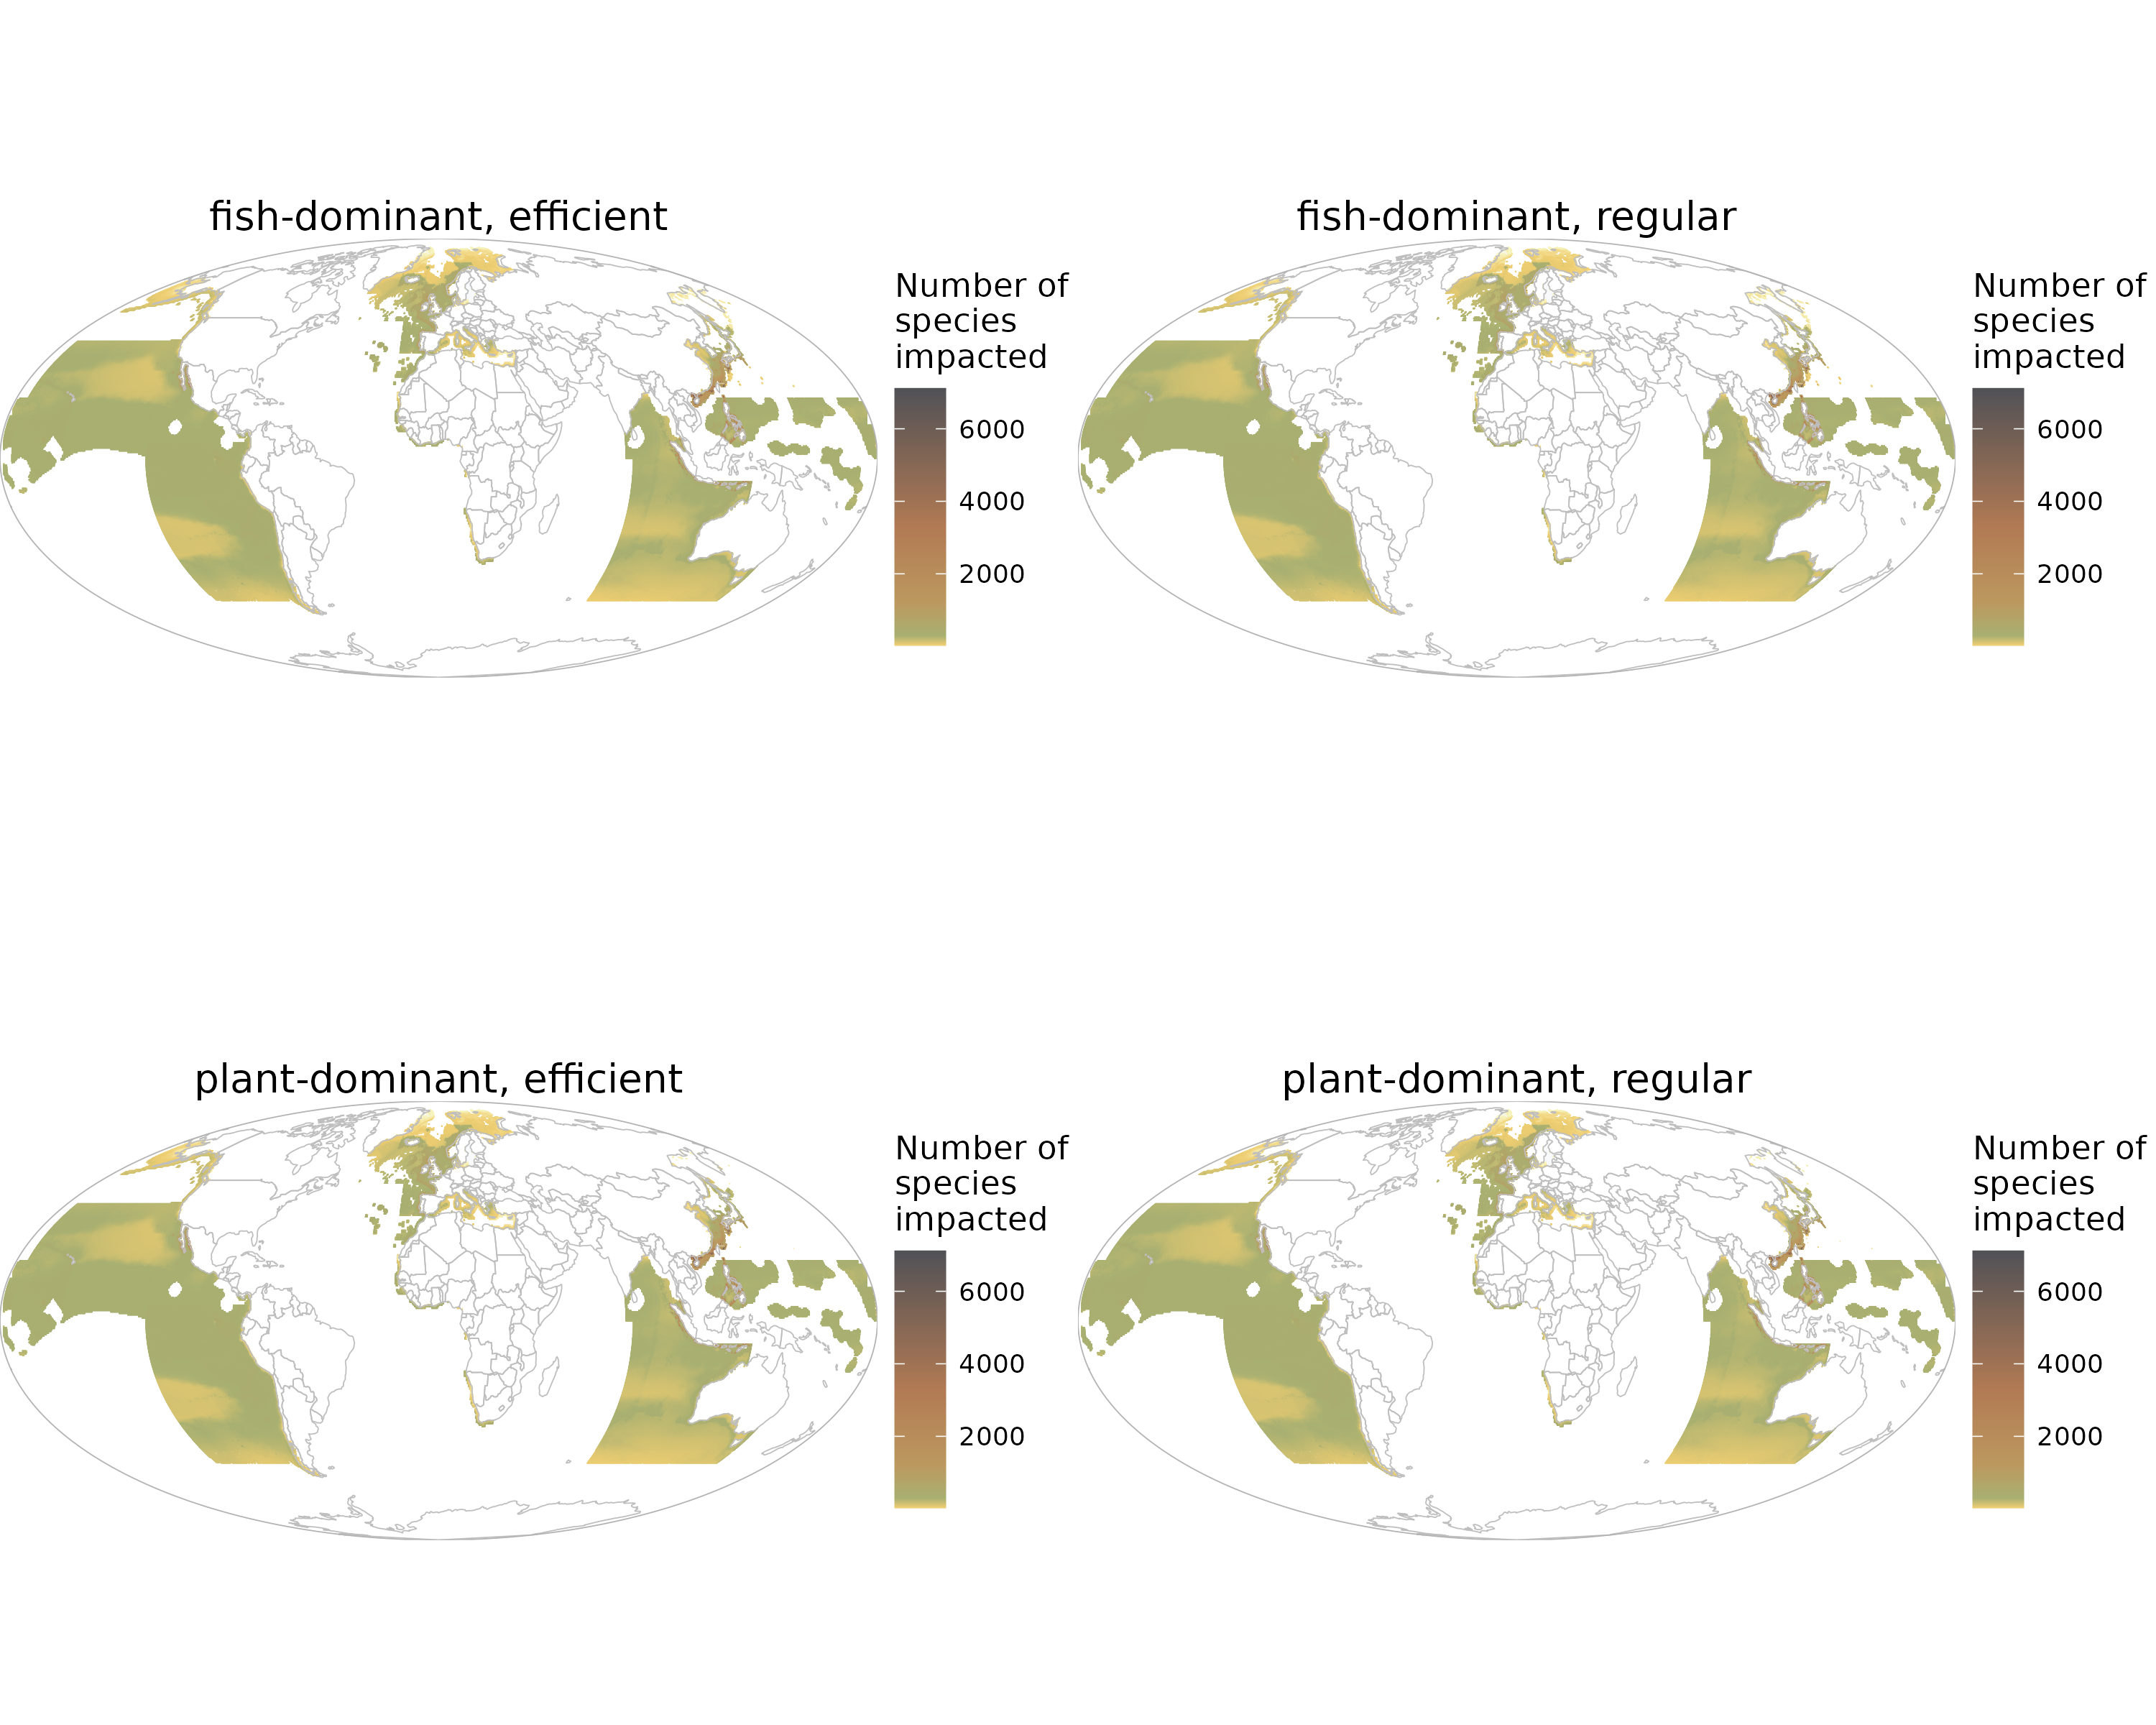 fish-dominant, efficient
Number of
species
impacted
6000
4000
2000
fish-dominant, regular
Number of
species
impacted
6000
4000
2000
plant-dominant, efficient
Number of
species
impacted
6000
4000
2000
plant-dominant, regular
Number of
species
impacted
6000
4000
2000